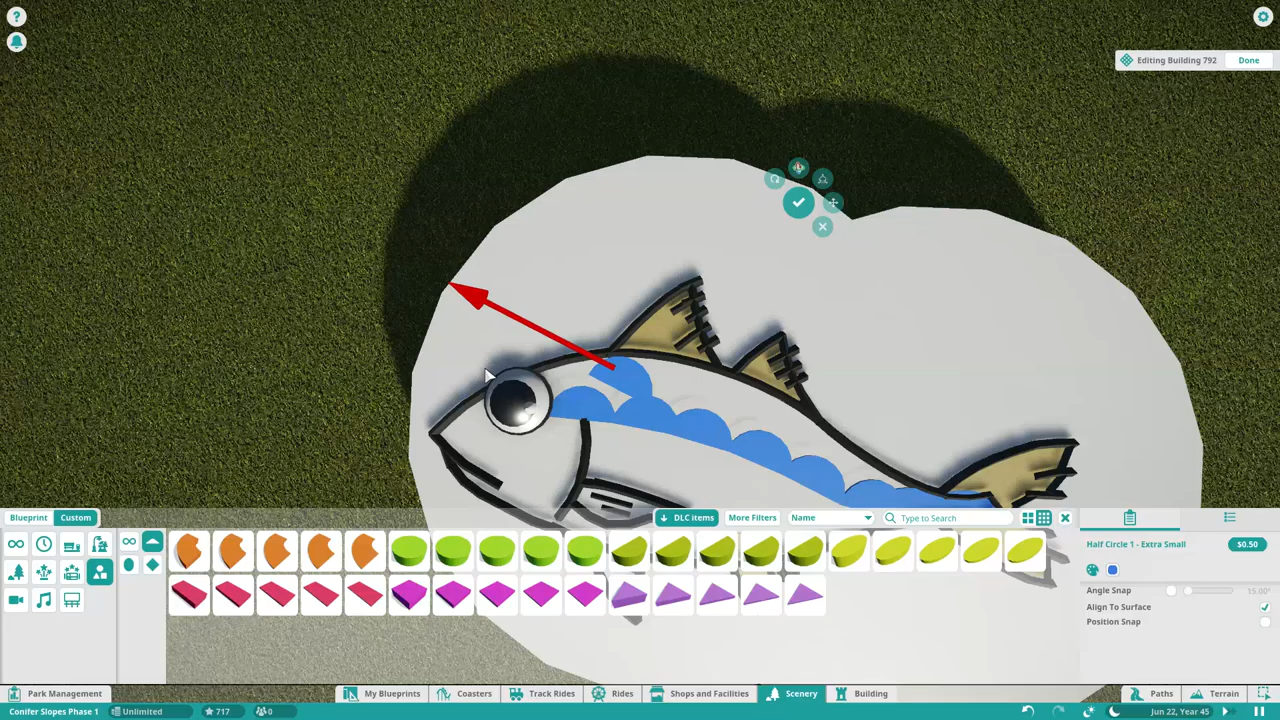 ?
Editing Building 792 Done
Blueprint Custom DLC items More Filters Name Type to Search
Half Circle 1 - Extra Small $0.50
Angle Snap
Align To Surface
Position Snap
Park Management My Blueprints Coasters Track Rides Rides Shops and Facilities Scenery Building Paths Terrain
Conifer Slopes Phase 1 Unlimited 717 0 Jun 22, Year 45